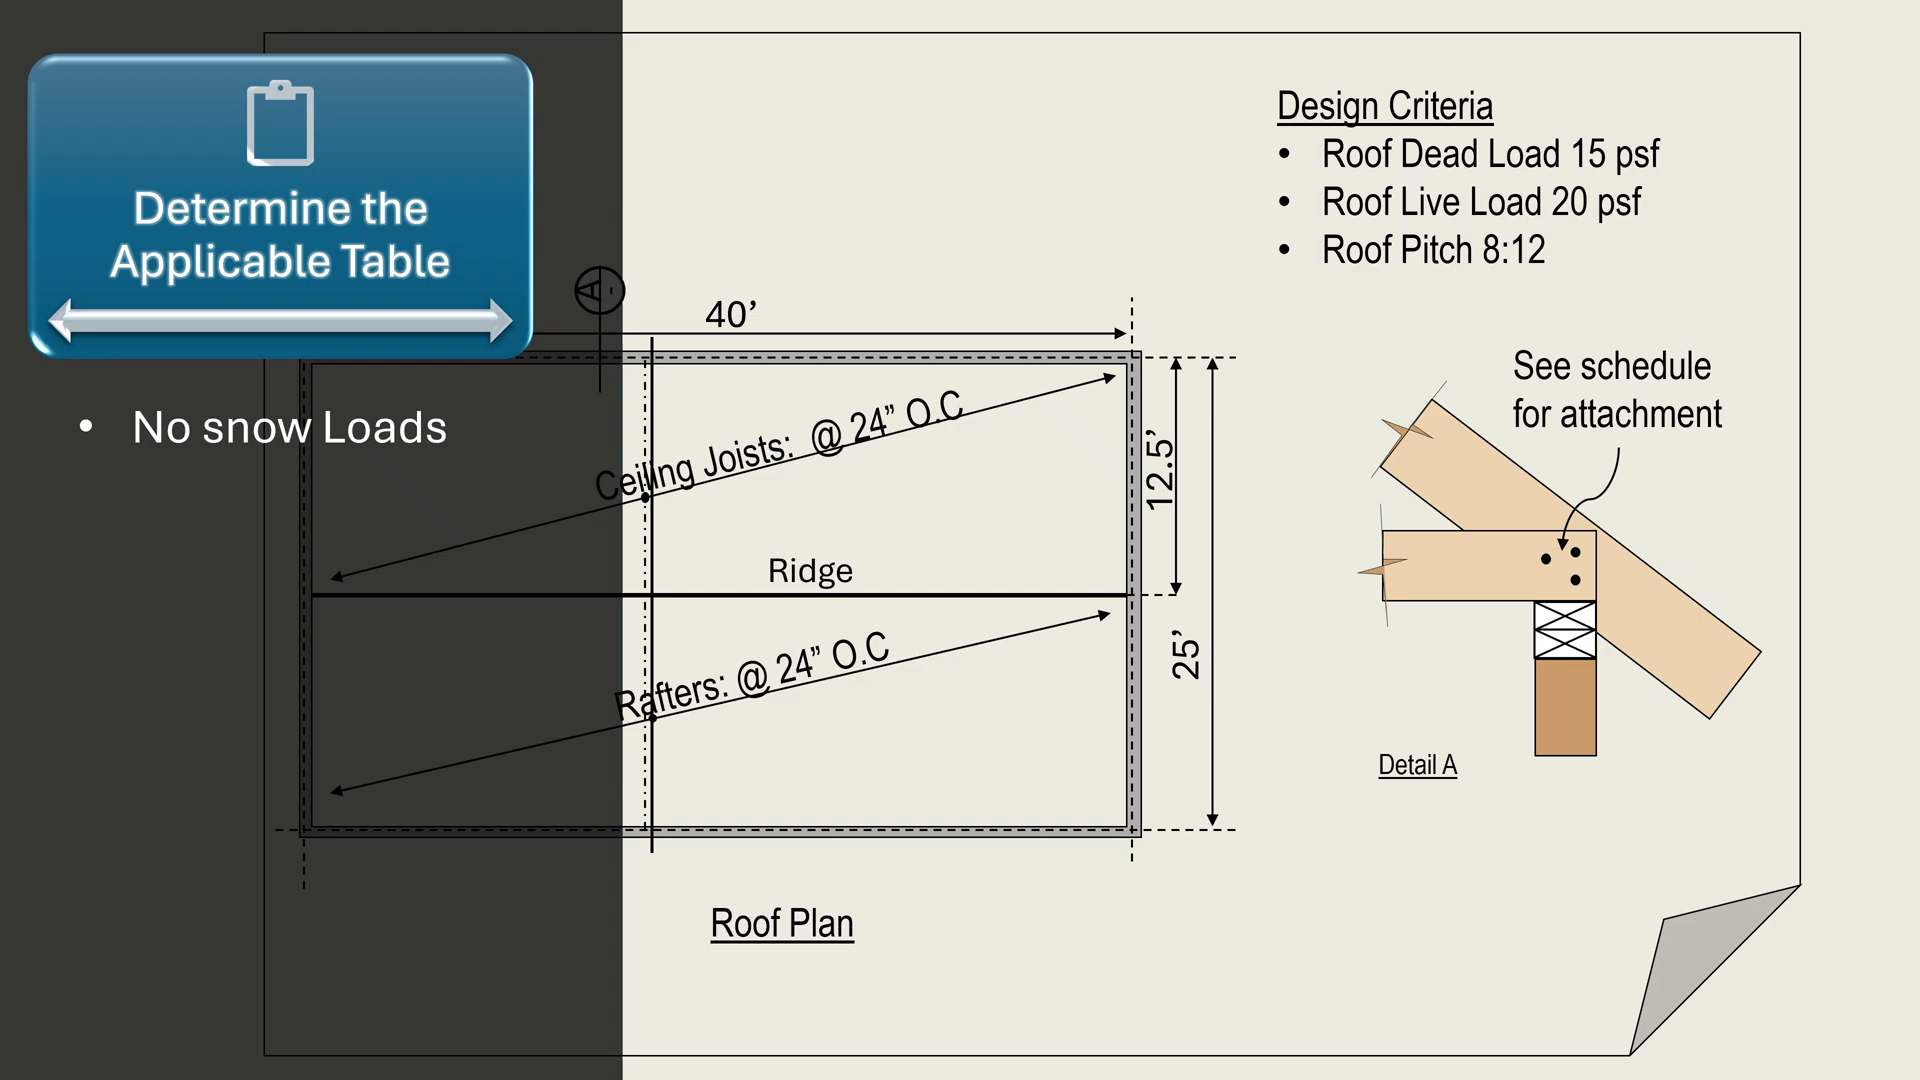 Determine the
Applicable Table
• No snow Loads
Design Criteria
• Roof Dead Load 15 psf
• Roof Live Load 20 psf
• Roof Pitch 8:12
A
-
40’
See schedule
for attachment
Ceiling Joists: @ 24” O.C
12.5’
Ridge
Rafters: @ 24” O.C
25’
Detail A
Roof Plan